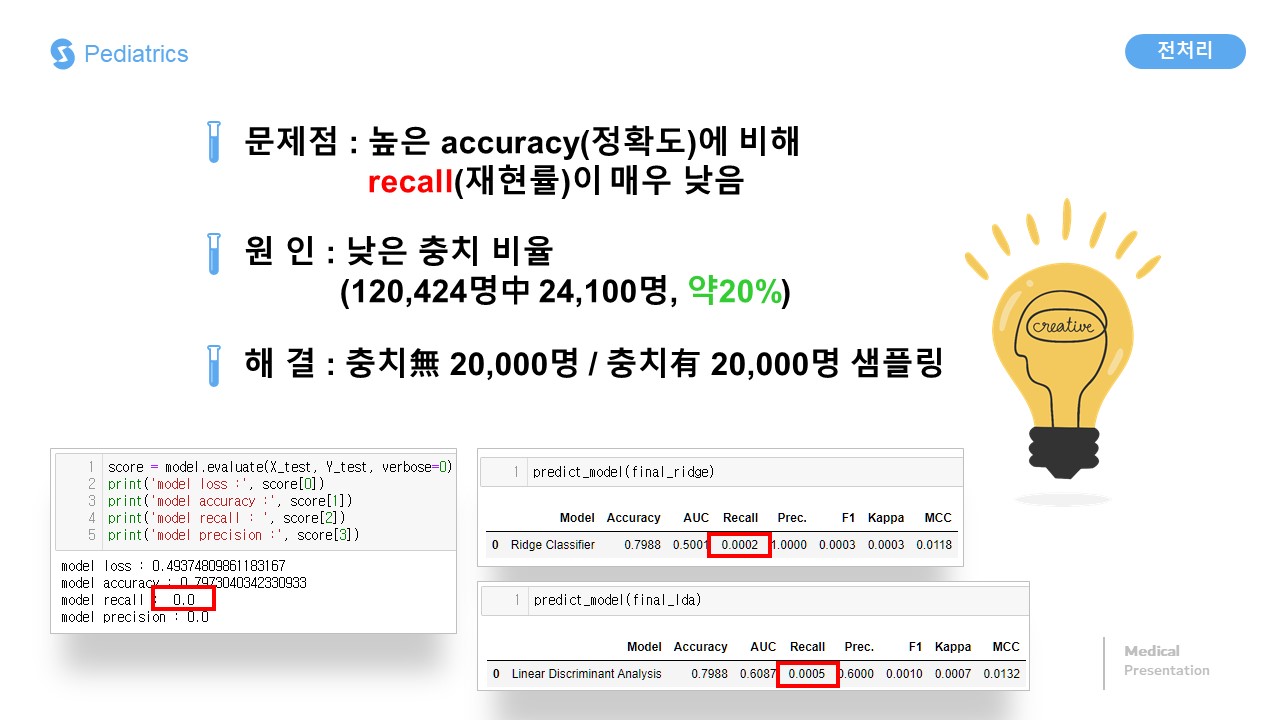 Pediatrics
전처리
문제점 : 높은 accuracy(정확도)에 비해
recall(재현률)이 매우 낮음
원 인 : 낮은 충치 비율
(120,424명中 24,100명, 약20%)
해 결 : 충치無 20,000명 / 충치有 20,000명 샘플링
creative
1 score = model.evaluate(X_test, Y_test, verbose=0)
2 print('model loss :', score[0])
3 print('model accuracy :', score[1])
4 print('model recall : ', score[2])
5 print('model precision :', score[3])
model loss : 0.49374809861183167
model accuracy : 0.7973040342330933
model recall : 0.0
model precision : 0.0
1 predict_model(final_ridge)
Model Accuracy AUC Recall Prec. F1 Kappa MCC
0 Ridge Classifier 0.7988 0.5001 0.0002 1.0000 0.0003 0.0003 0.0118
1 predict_model(final_lda)
Model Accuracy AUC Recall Prec. F1 Kappa MCC
0 Linear Discriminant Analysis 0.7988 0.6087 0.0005 0.6000 0.0010 0.0007 0.0132
Medical
Presentation